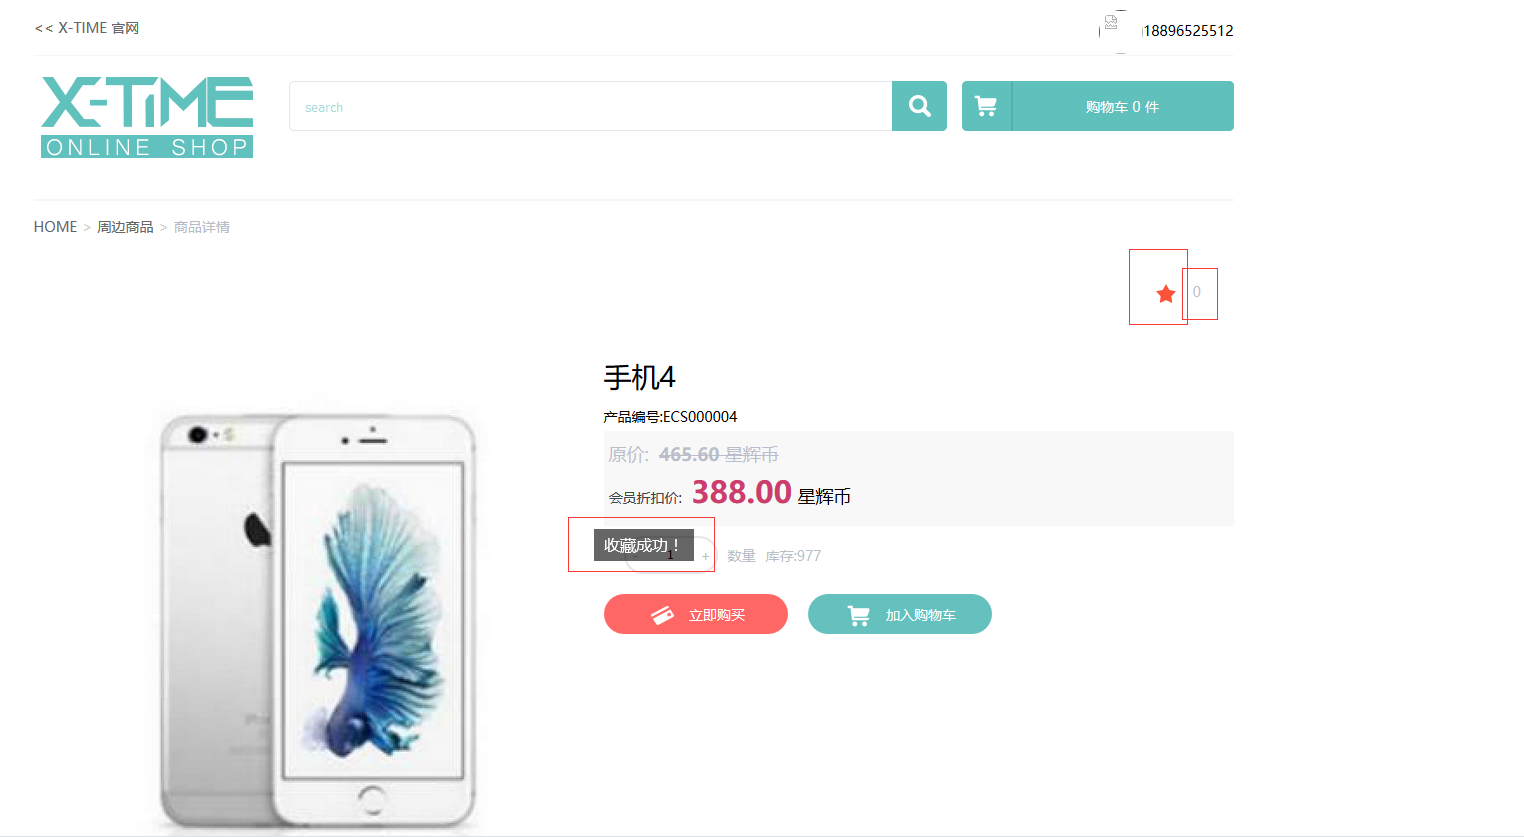 << X-TIME 官网
18896525512
X-TIME
ONLINE SHOP
search
购物车 0 件
HOME > 周边商品 > 商品详情
0
手机4
产品编号:ECS000004
原价: 465.60 星辉币
会员折扣价: 388.00 星辉币
收藏成功！
1 + 数量 库存:977
立即购买
加入购物车